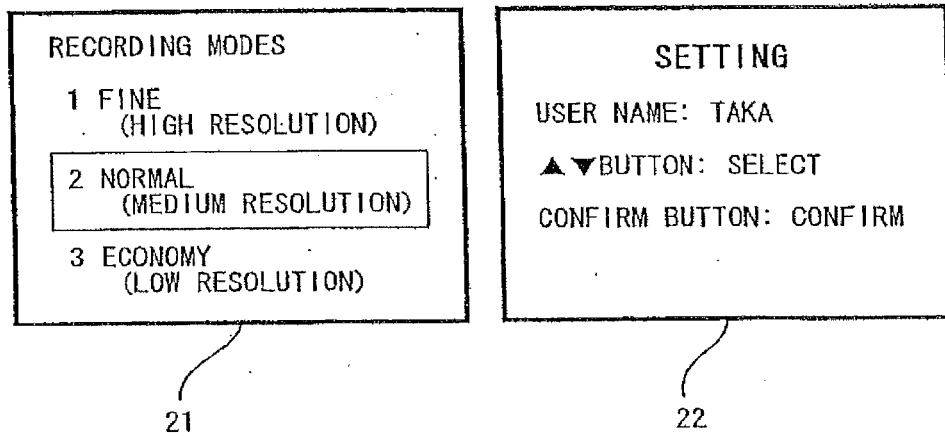 RECORDING MODES
1 FINE
(HIGH RESOLUTION)
2 NORMAL
(MEDIUM RESOLUTION)
3 ECONOMY
(LOW RESOLUTION)
21
SETTING
USER NAME: TAKA
▲▼BUTTON: SELECT
CONFIRM BUTTON: CONFIRM
22